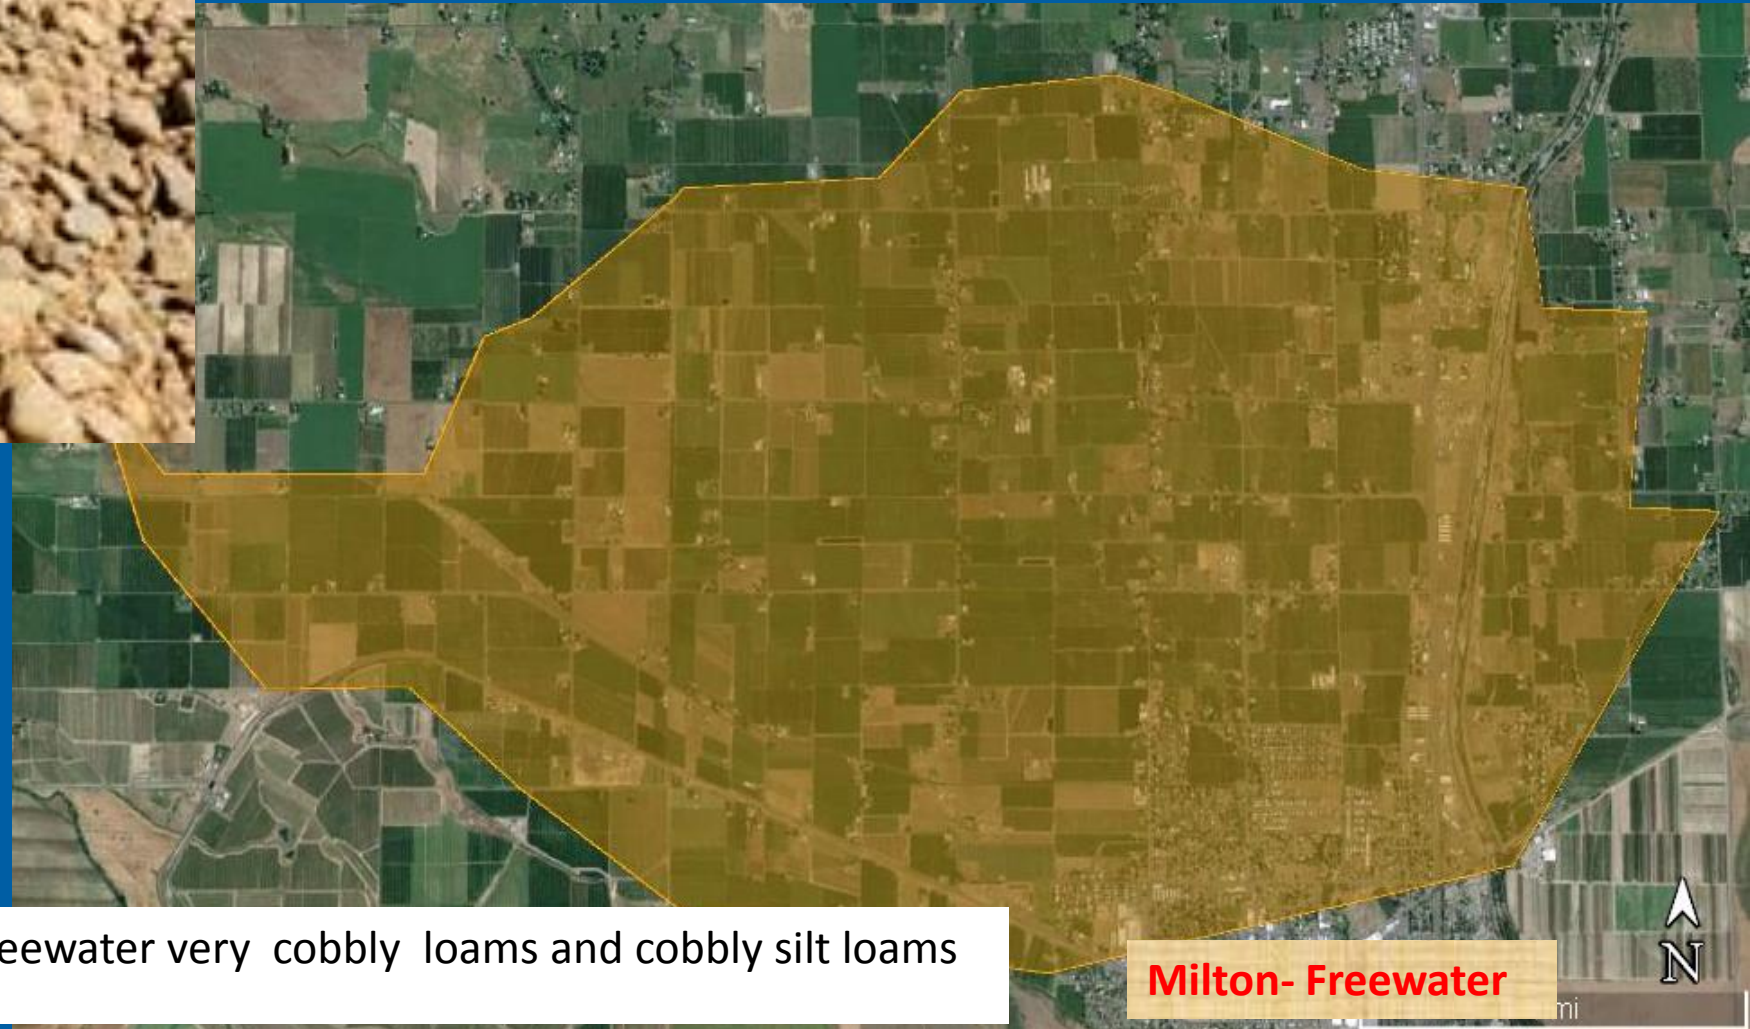 eewater very cobbly loams and cobbly silt loams
Milton- Freewater
N
mi